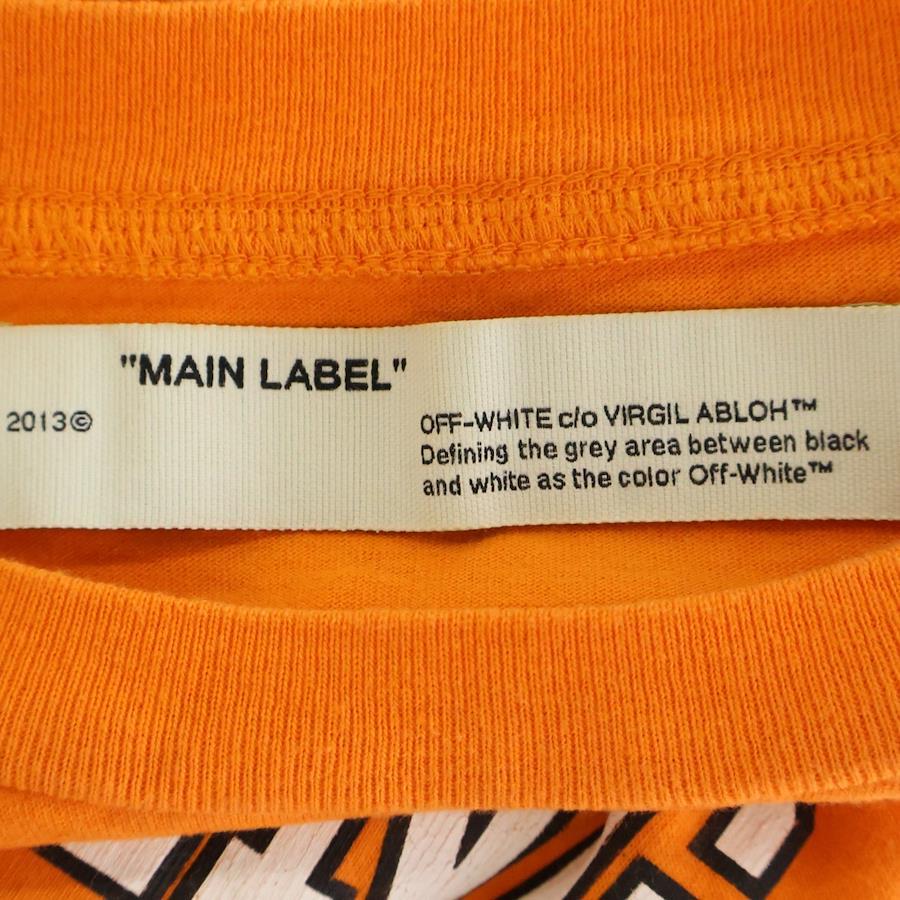 "MAIN LABEL"
2013©
OFF-WHITE c/o VIRGIL ABLOH™
Defining the grey area between black
and white as the color Off-White™